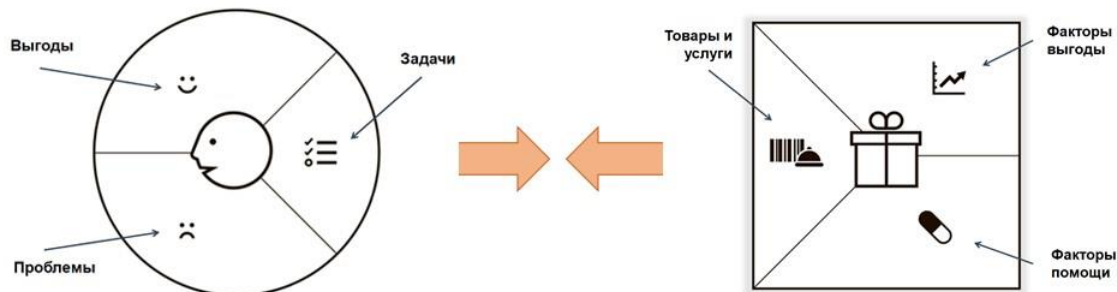 Выгоды
Задачи
Проблемы
Товары и
услуги
Факторы
выгоды
Факторы
помощи